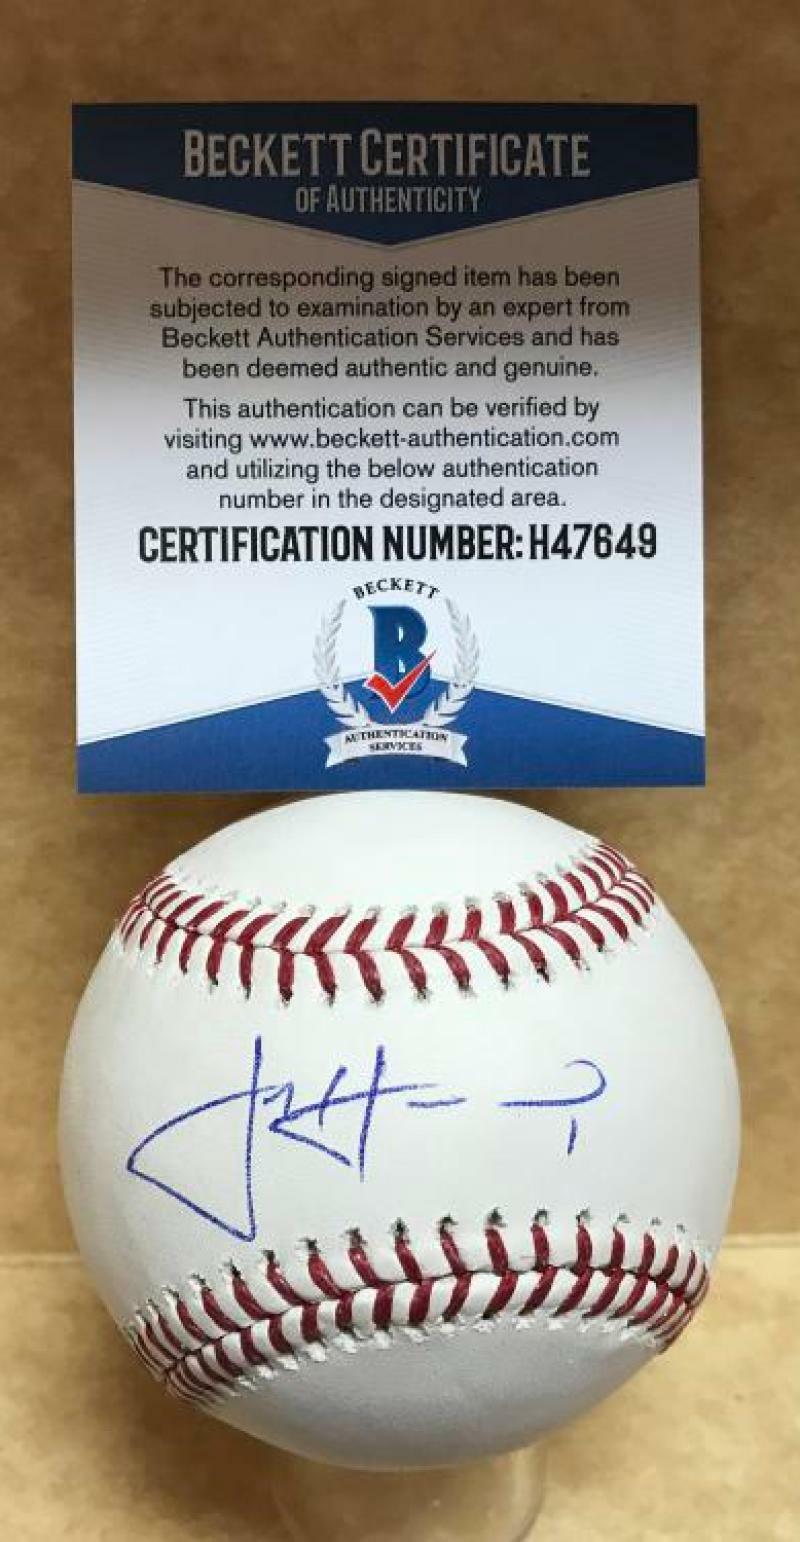 BECKETT CERTIFICATE
OF AUTHENTICITY
The corresponding signed item has been
subjected to examination by an expert from
Beckett Authentication Services and has
been deemed authentic and genuine.
This authentication can be verified by
visiting www.beckett-authentication.com
and utilizing the below authentication
number in the designated area.
CERTIFICATION NUMBER: H47649
BECKETT
B
AUTHENTICATION
SERVICES